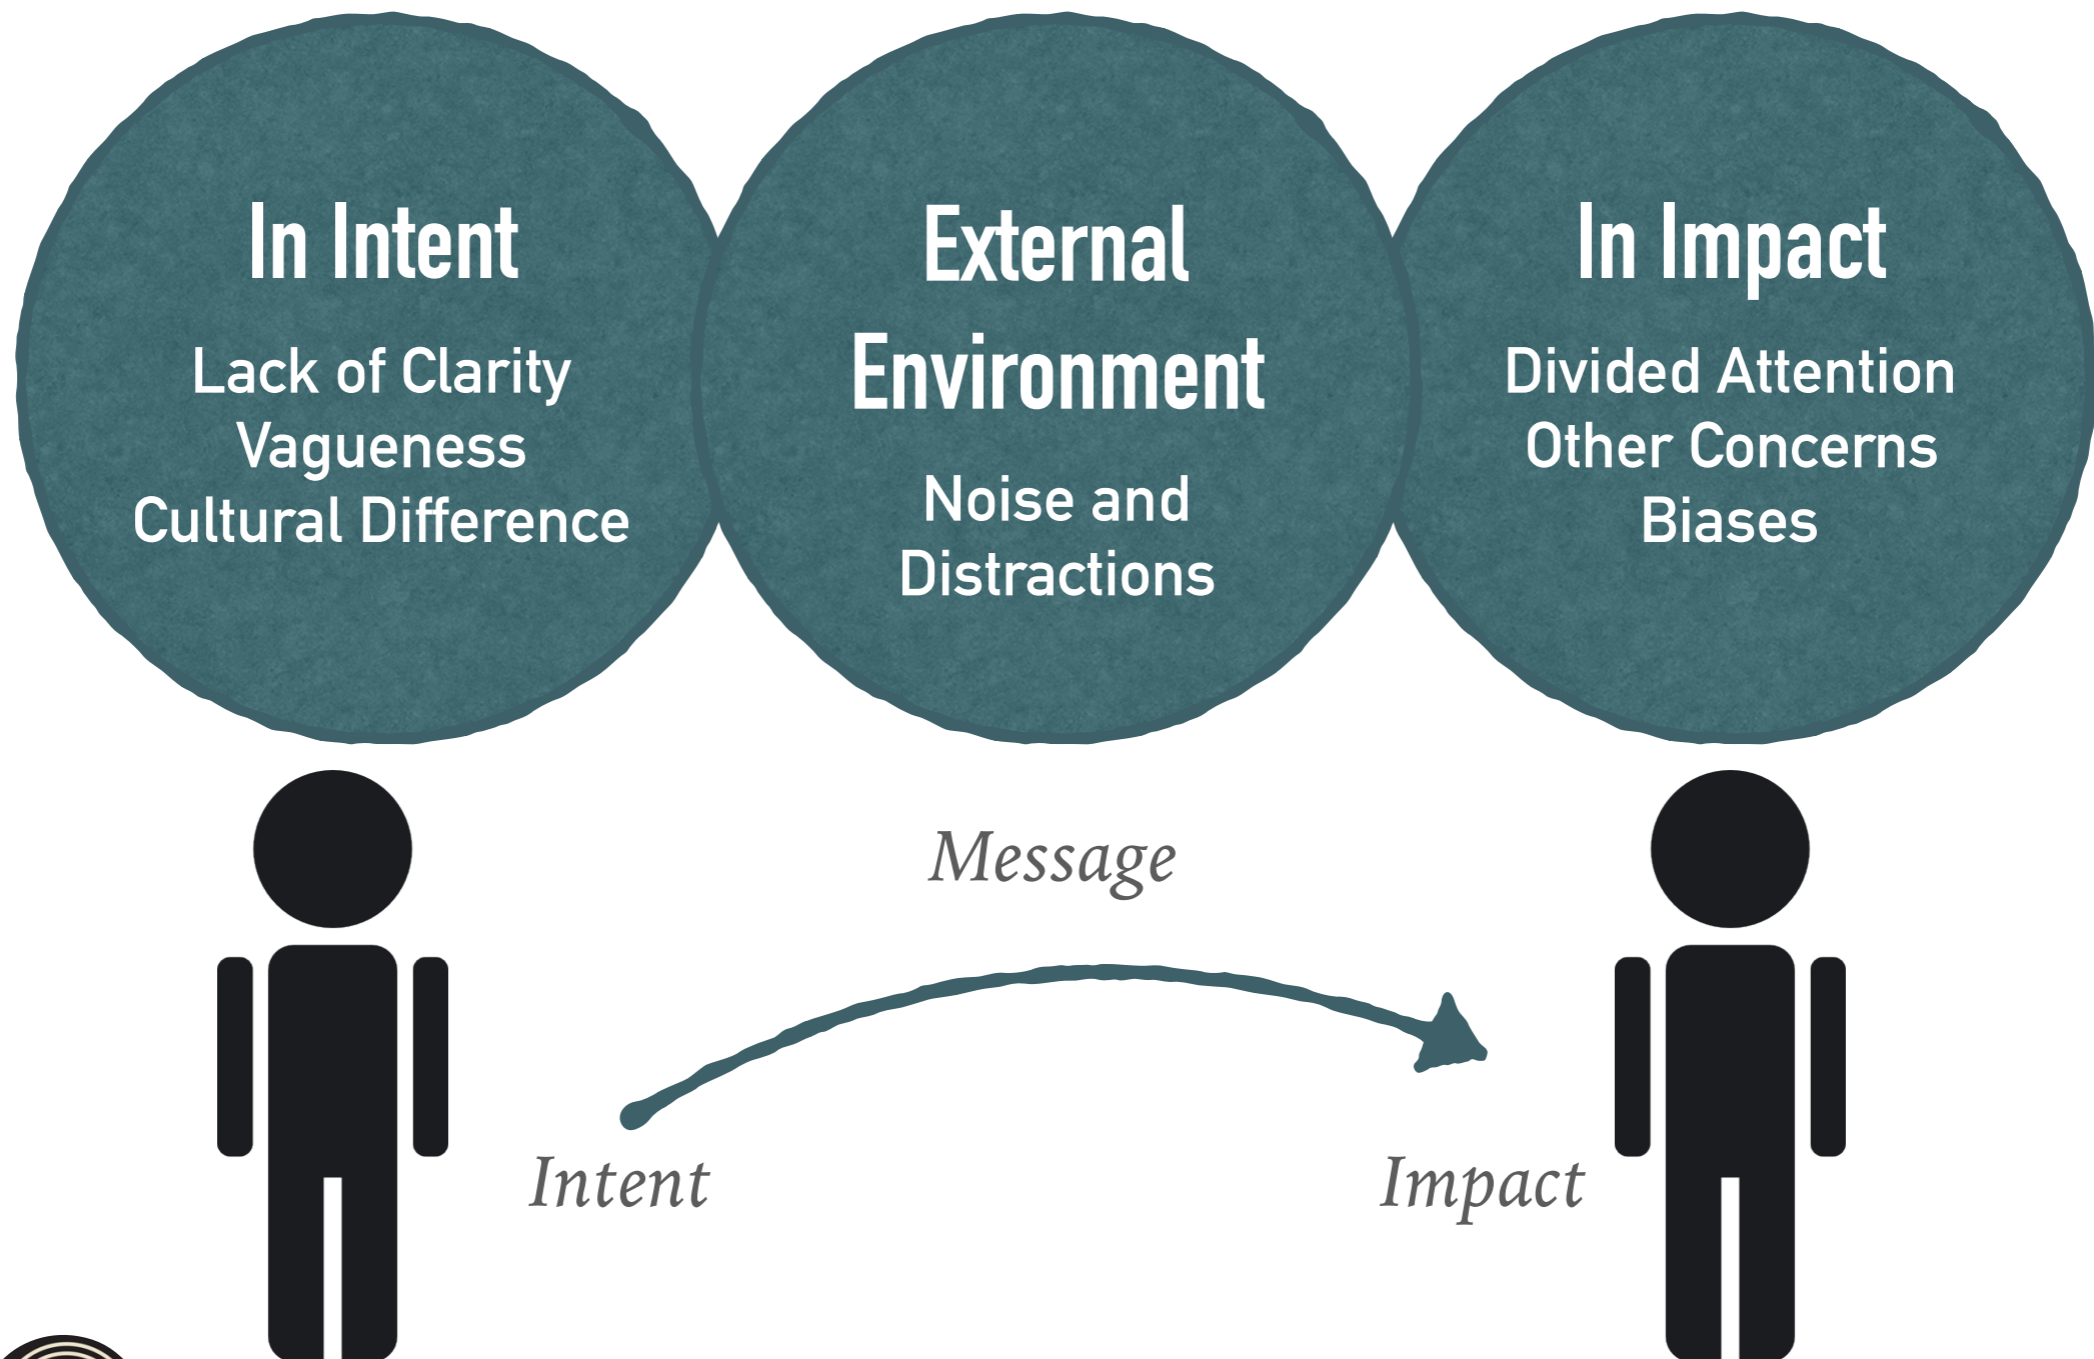 In Intent
Lack of Clarity
Vagueness
Cultural Difference
External
Environment
Noise and
Distractions
In Impact
Divided Attention
Other Concerns
Biases
Message
Intent
Impact